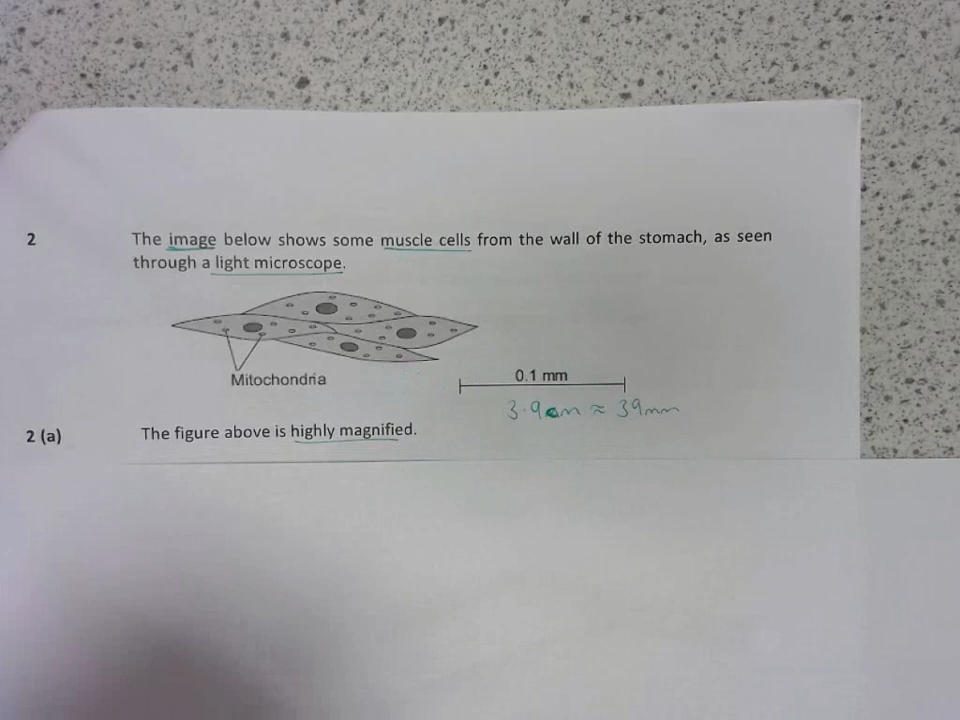 2 The image below shows some muscle cells from the wall of the stomach, as seen
through a light microscope.
Mitochondria
0.1 mm
3.9cm ≈ 39mm
2 (a) The figure above is highly magnified.